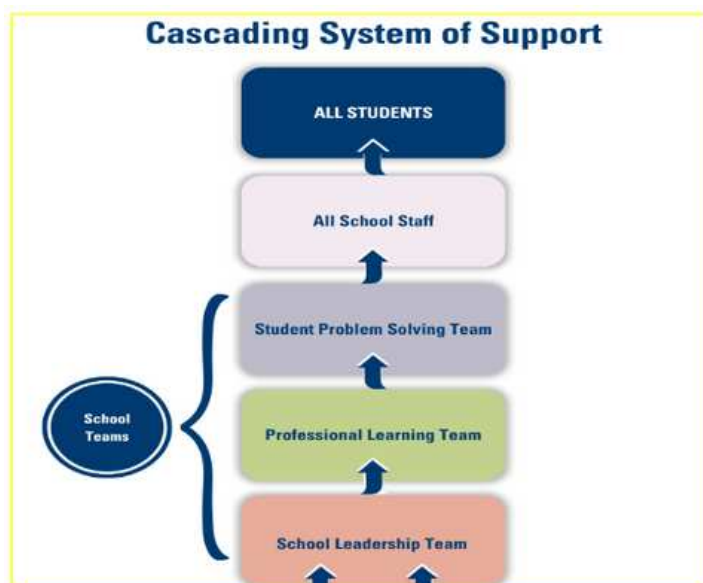 Cascading System of Support
ALL STUDENTS
All School Staff
Student Problem Solving Team
School
Teams
Professional Learning Team
School Leadership Team